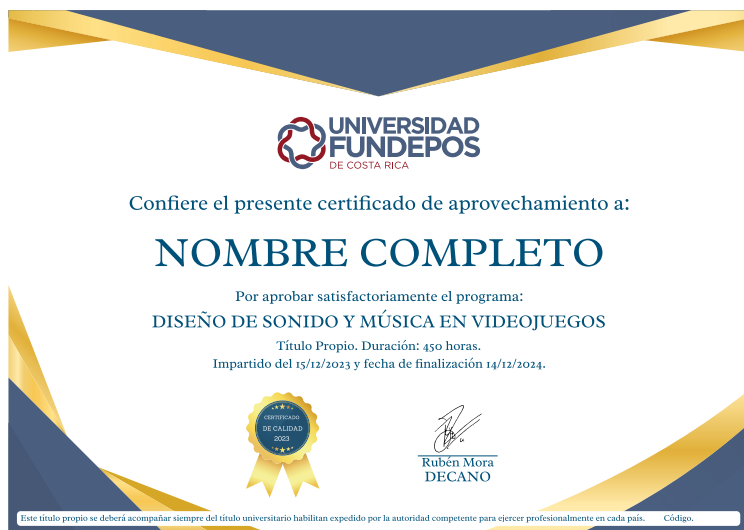 UNIVERSIDAD
FUNDEPOS
DE COSTA RICA
Confiere el presente certificado de aprovechamiento a:
NOMBRE COMPLETO
Por aprobar satisfactoriamente el programa:
DISEÑO DE SONIDO Y MÚSICA EN VIDEOJUEGOS
Título Propio. Duración: 450 horas.
Impartido del 15/12/2023 y fecha de finalización 14/12/2024.
CERTIFICADO
DE CALIDAD
2023
Rubén Mora
DECANO
Este título propio se deberá acompañar siempre del título universitario habilitan expedido por la autoridad competente para ejercer profesionalmente en cada país. Código.